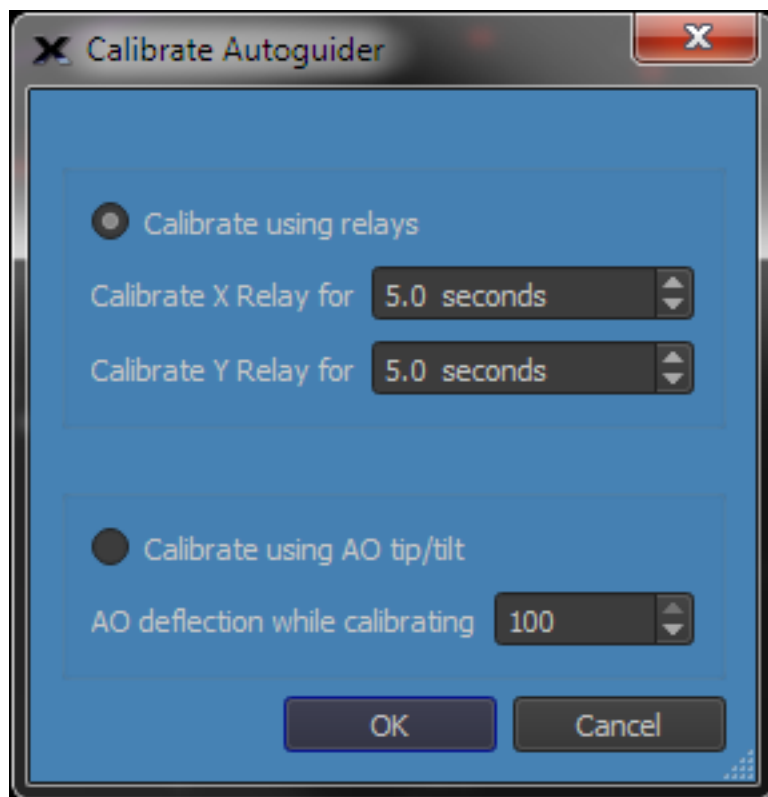 Calibrate Autoguider
Calibrate using relays
Calibrate X Relay for 5.0 seconds
Calibrate Y Relay for 5.0 seconds
Calibrate using AO tip/tilt
AO deflection while calibrating 100
OK Cancel